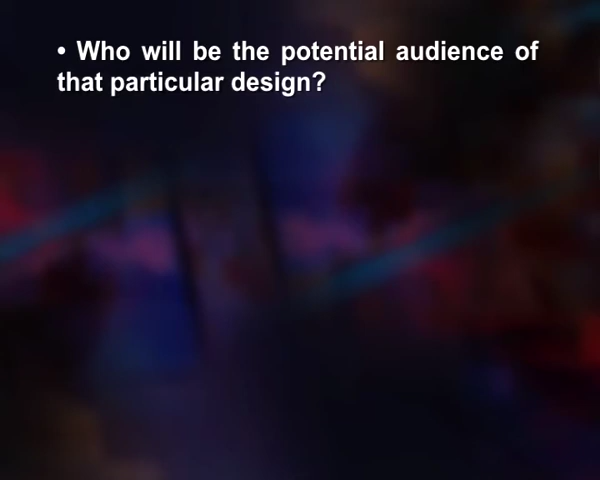 • Who will be the potential audience of
that particular design?